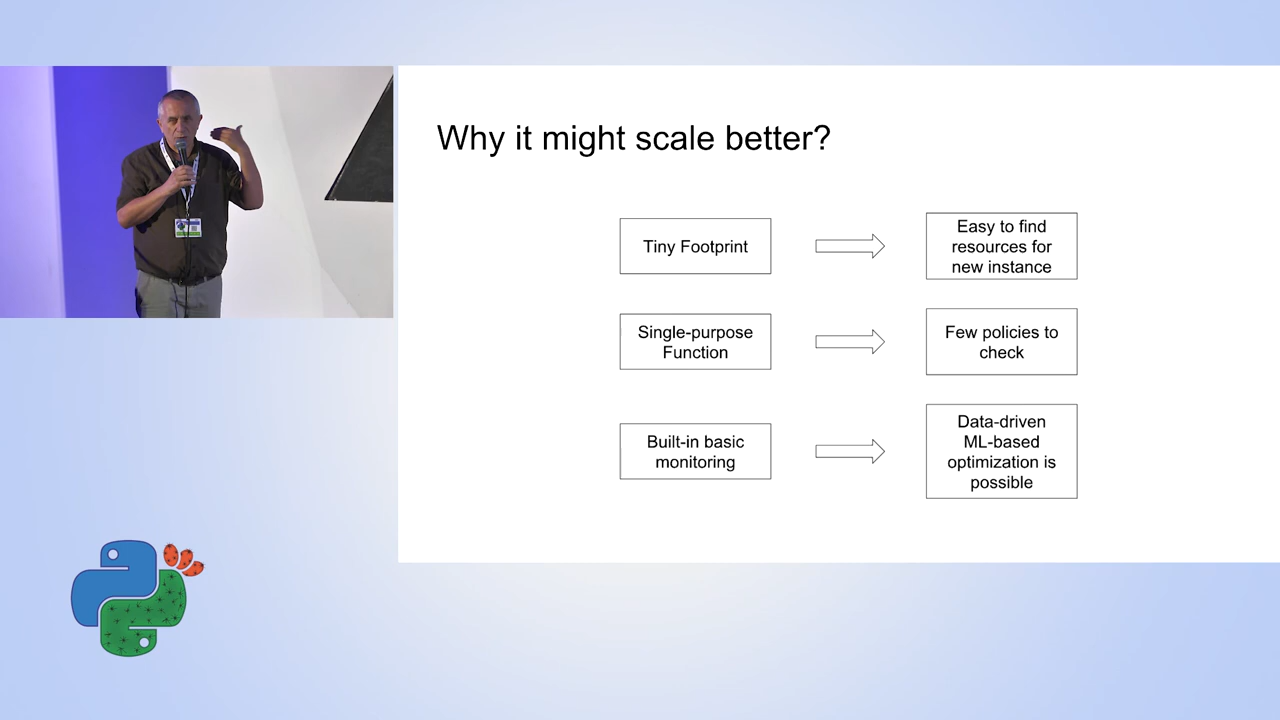 Why it might scale better?
Tiny Footprint
Easy to find
resources for
new instance
Single-purpose
Function
Few policies to
check
Built-in basic
monitoring
Data-driven
ML-based
optimization is
possible